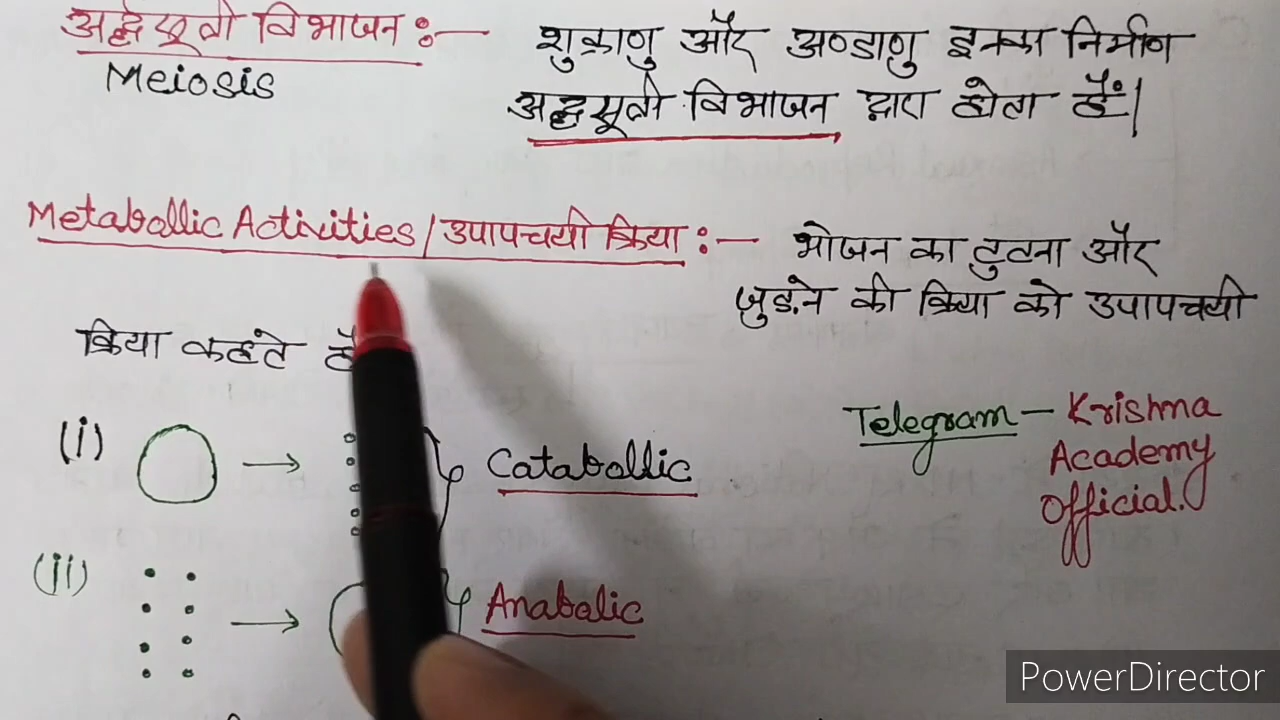 अर्द्धसूत्री विभाजन :— शुक्राणु और अण्डाणु इनका निर्माण
Meiosis
अर्द्धसूत्री विभाजन द्वारा होता हैं।
Metabollic Activities / उपापचयी क्रिया :— भोजन का टुटना और
जुड़ने की क्रिया को उपापचयी
क्रिया कहते
(i) → Catabollic
Telegram — Krishna
Academy
Official.
(ii) → Anabalic
PowerDirector